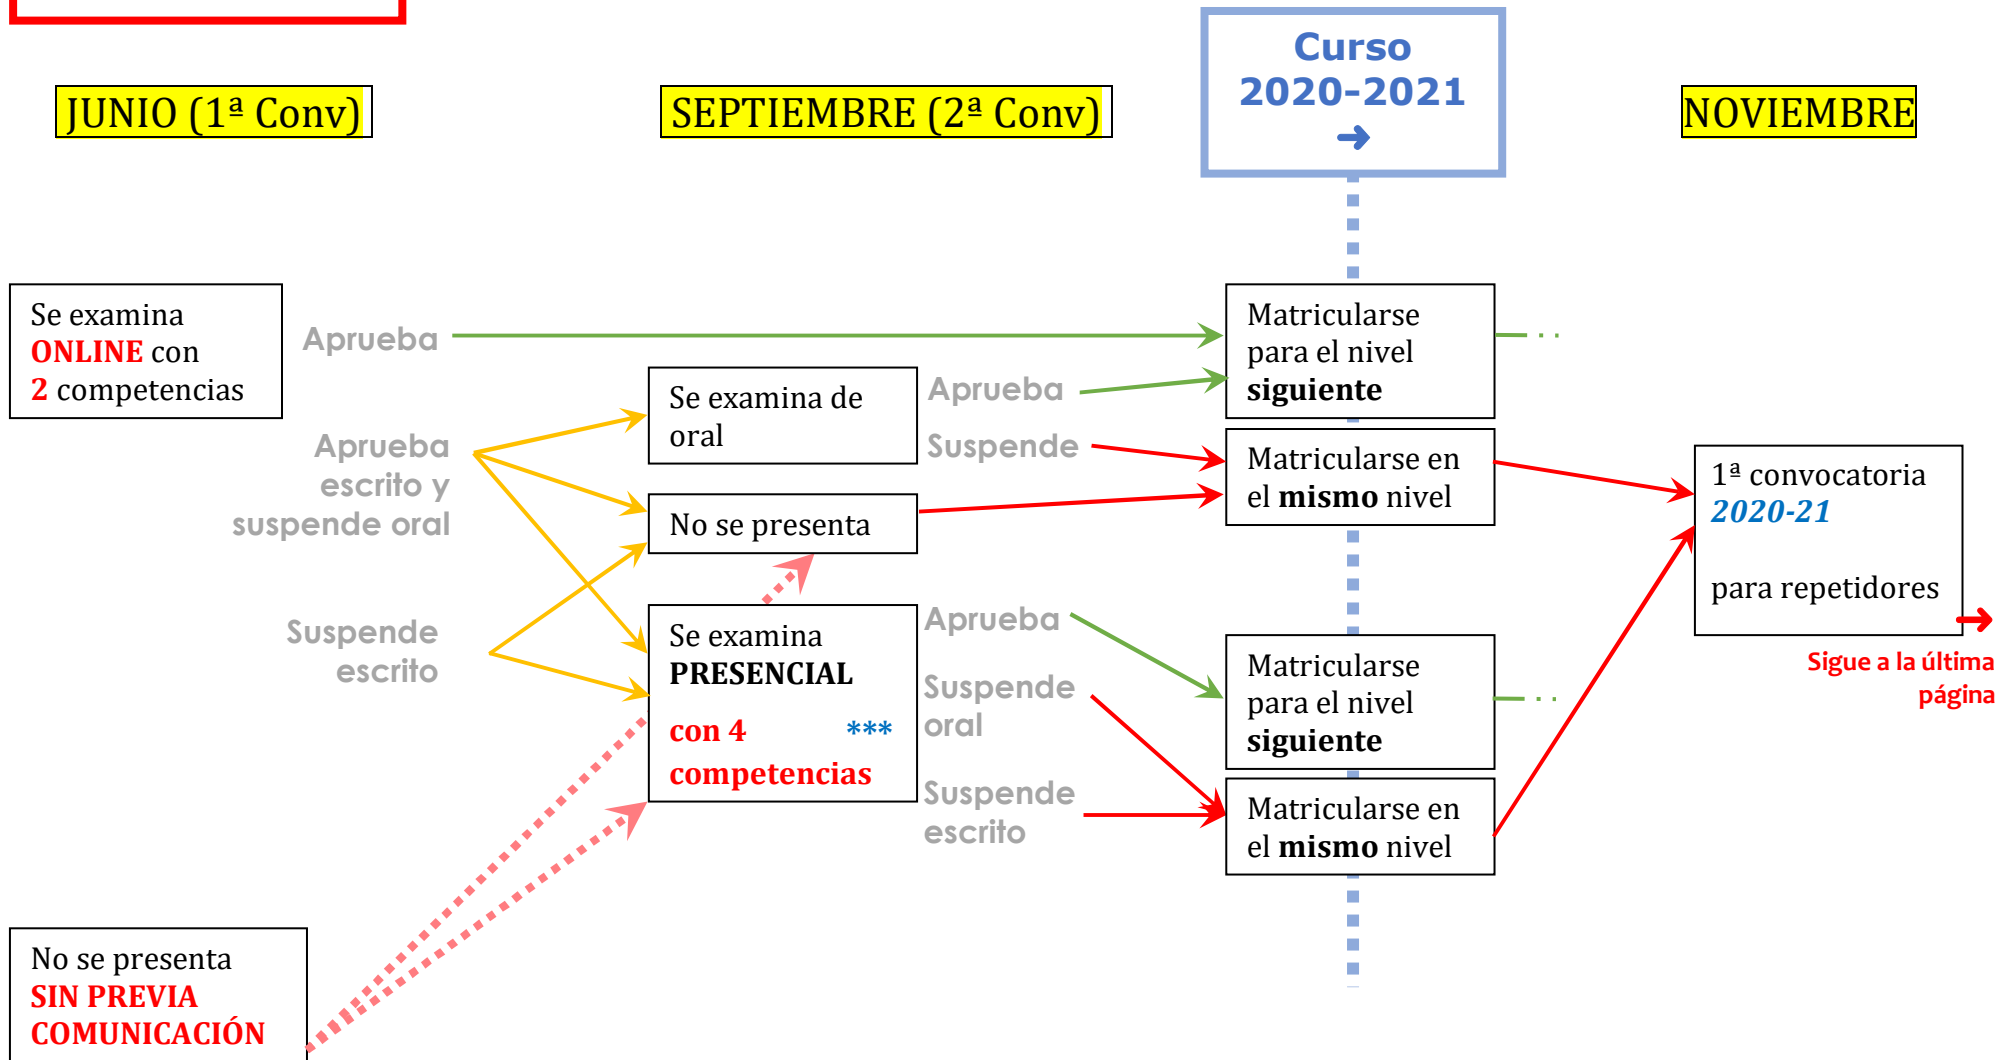 Curso
2020-2021
➜
JUNIO (1ª Conv)
SEPTIEMBRE (2ª Conv)
NOVIEMBRE
Se examina
ONLINE con
2 competencias
Aprueba
Aprueba
escrito y
suspende oral
Suspende
escrito
No se presenta
SIN PREVIA
COMUNICACIÓN
Se examina de
oral
No se presenta
Se examina
PRESENCIAL
con 4 ***
competencias
Aprueba
Suspende
Aprueba
Suspende
oral
Suspende
escrito
Matricularse
para el nivel
siguiente
Matricularse en
el mismo nivel
Matricularse
para el nivel
siguiente
Matricularse en
el mismo nivel
1ª convocatoria
2020-21
para repetidores
➜
Sigue a la última
página